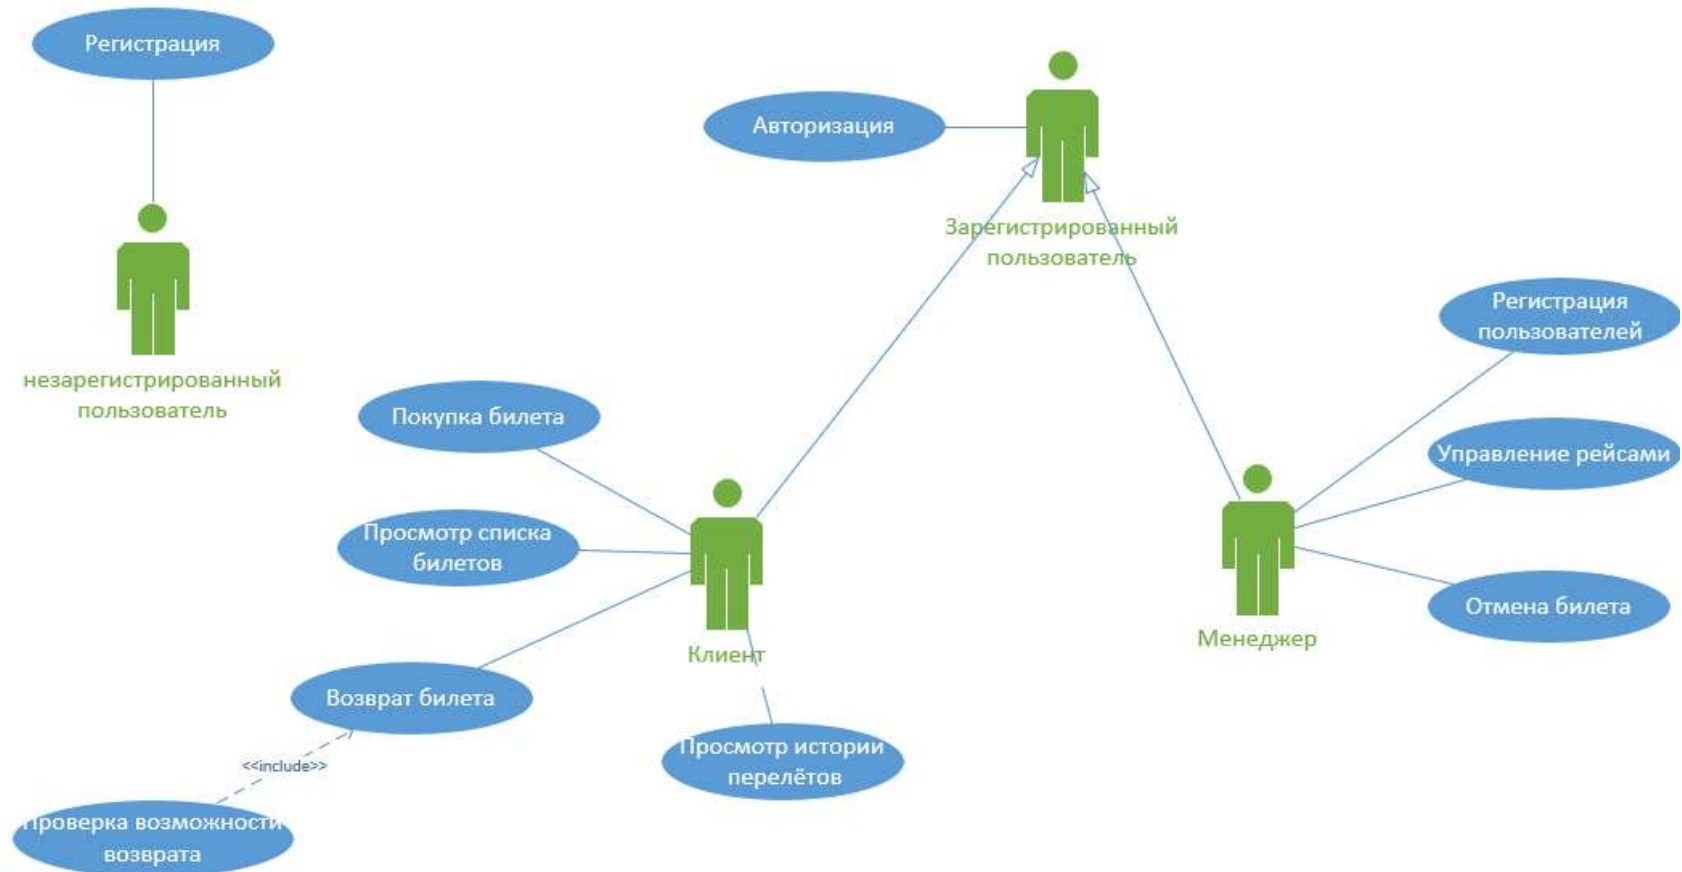 Регистрация
Авторизация
Зарегистрированный
пользователь
Регистрация
пользователей
незарегистрированный
пользователь
Покупка билета
Управление рейсами
Просмотр списка
билетов
Отмена билета
Клиент
Менеджер
Возврат билета
Просмотр истории
перелётов
<<include>>
Проверка возможности
возврата